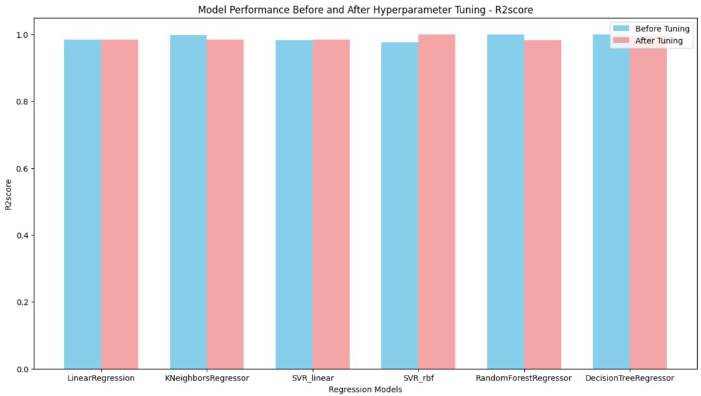 Model Performance Before and After Hyperparameter Tuning - R2score
Before Tuning
After Tuning
R2score
1.0
0.8
0.6
0.4
0.2
0.0
LinearRegression KNeighborsRegressor SVR_linear SVR_rbf RandomForestRegressor DecisionTreeRegressor
Regression Models